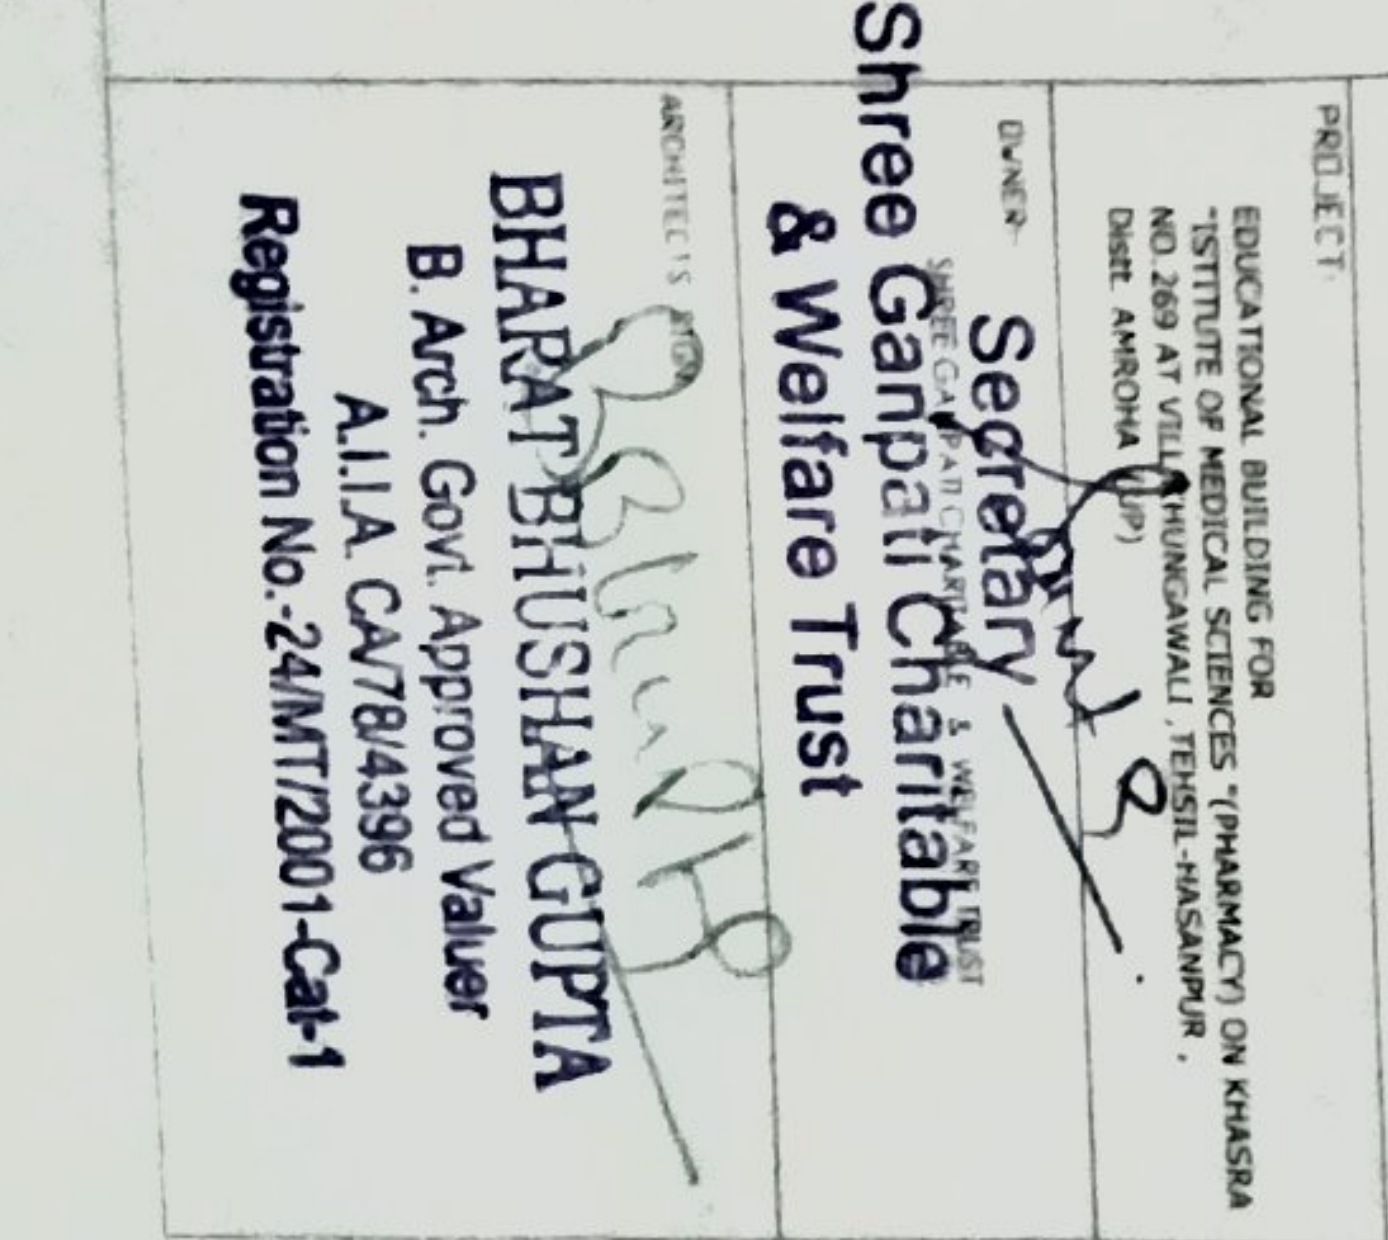 PROJECT:
EDUCATIONAL BUILDING FOR
"ISTITUTE OF MEDICAL SCIENCES "(PHARMACY) ON KHASRA
NO.269 AT VILL HUNGAWALI ,TEHSIL-HASANPUR ,
Distt. AMROHA (UP)
OWNER-
Secretary
SHREE GANPATI CHARITABLE & WELFARE TRUST
Shree Ganpati Charitable
& Welfare Trust
ARCHITEC'S SIGN
BHARAT BHUSHAN GUPTA
B. Arch. Govt. Approved Valuer
A.I.I.A. CA/78/4396
Registration No.-24/MT/2001-Cat-1